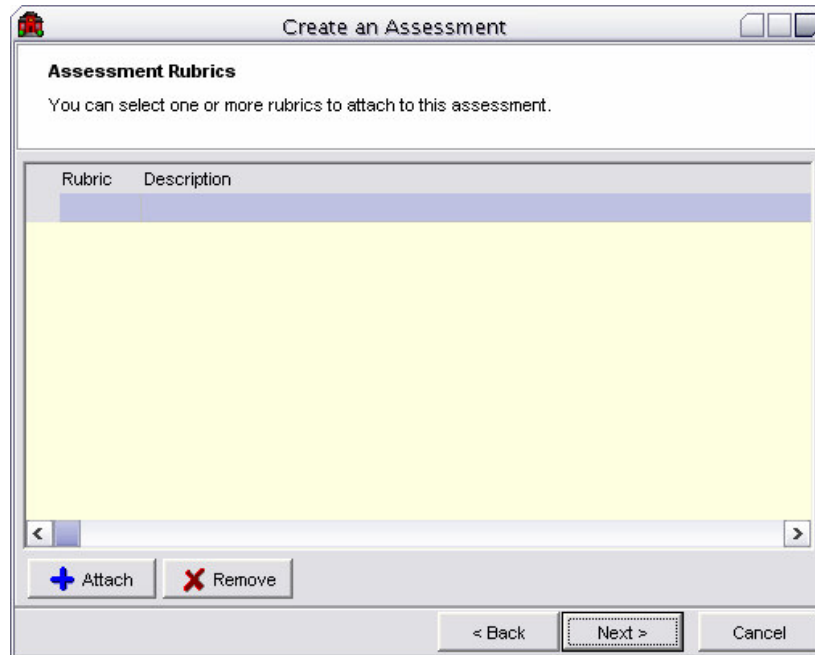 Create an Assessment
Assessment Rubrics
You can select one or more rubrics to attach to this assessment.
Rubric Description
Attach Remove
< Back Next > Cancel